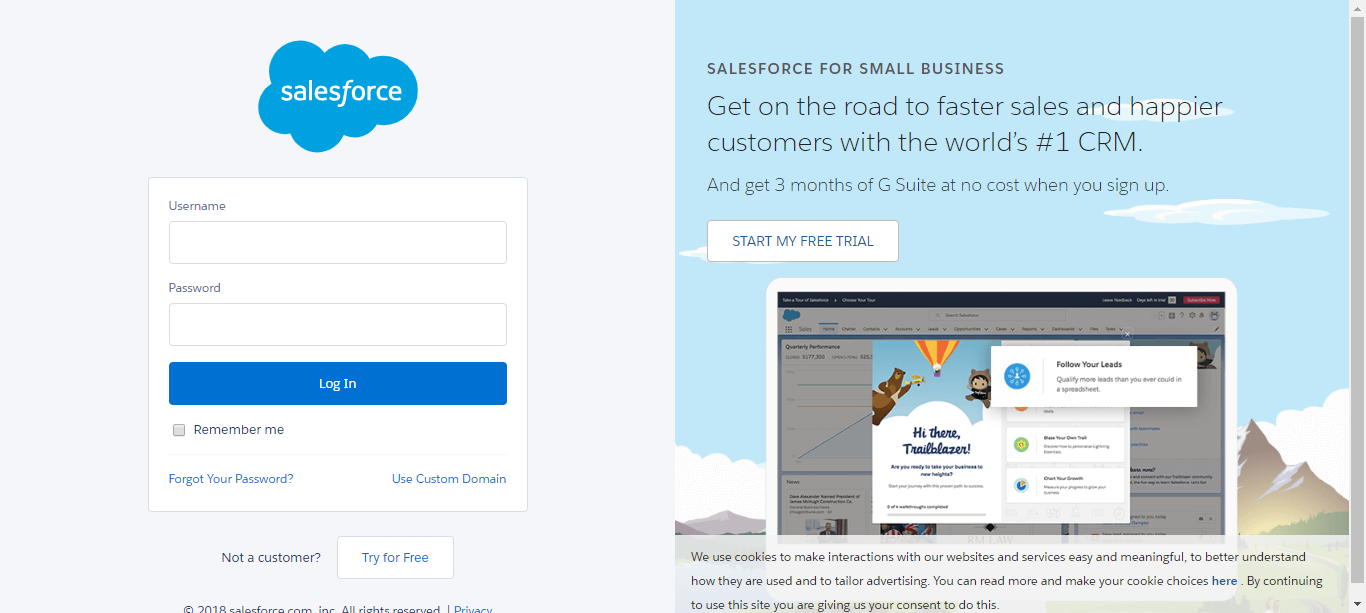 salesforce
Username
Password
Log In
Remember me
Forgot Your Password?
Use Custom Domain
Not a customer?
Try for Free
© 2018 salesforce.com, inc. All rights reserved. | Privacy
SALESFORCE FOR SMALL BUSINESS
Get on the road to faster sales and happier
customers with the world's #1 CRM.
And get 3 months of G Suite at no cost when you sign up.
START MY FREE TRIAL
Take a Tour of Salesforce
Choose Your Tour
Leave Feedback
Days left in trial
Subscribe Now
Search Salesforce
Sales
Home
Chatter
Contacts
Accounts
Leads
Opportunities
Cases
Reports
Dashboards
Files
Tasks
Quarterly Performance
Follow Your Leads
Qualify more leads than you ever could in
a spreadsheet.
Hi there,
Trailblazer!
Are you ready to take your business to
new heights?
Start your journey with this proven path to success.
0 of 4 walkthroughs completed
Blaze Your Own Trail
Discover How to personalize Lightning
Essentials.
Chart Your Growth
Measure your progress to grow your
business
News
Dave Alexander Named President of
James McHugh Construction Co.
We use cookies to make interactions with our websites and services easy and meaningful, to better understand
how they are used and to tailor advertising. You can read more and make your cookie choices here . By continuing
to use this site you are giving us your consent to do this.